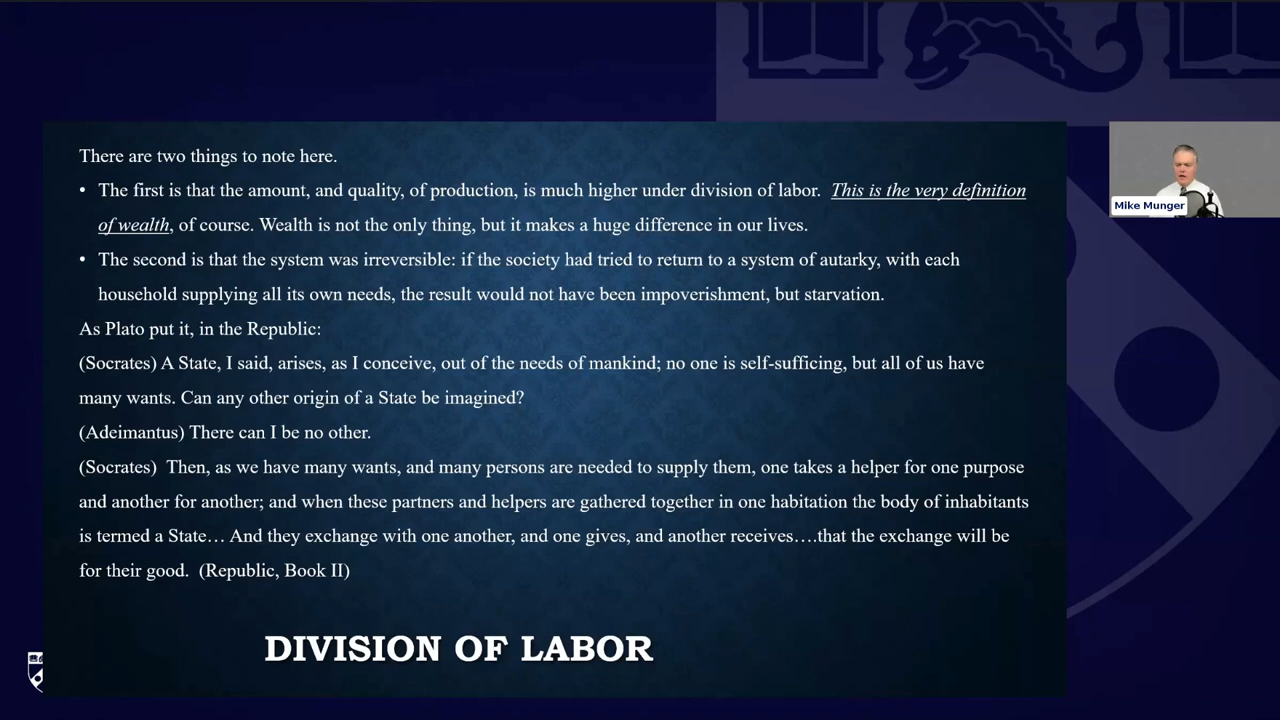 There are two things to note here.
• The first is that the amount, and quality, of production, is much higher under division of labor. This is the very definition
of wealth, of course. Wealth is not the only thing, but it makes a huge difference in our lives.
• The second is that the system was irreversible: if the society had tried to return to a system of autarky, with each
household supplying all its own needs, the result would not have been impoverishment, but starvation.
As Plato put it, in the Republic:
(Socrates) A State, I said, arises, as I conceive, out of the needs of mankind; no one is self-sufficing, but all of us have
many wants. Can any other origin of a State be imagined?
(Adeimantus) There can I be no other.
(Socrates) Then, as we have many wants, and many persons are needed to supply them, one takes a helper for one purpose
and another for another; and when these partners and helpers are gathered together in one habitation the body of inhabitants
is termed a State… And they exchange with one another, and one gives, and another receives….that the exchange will be
for their good. (Republic, Book II)
DIVISION OF LABOR
Mike Munger